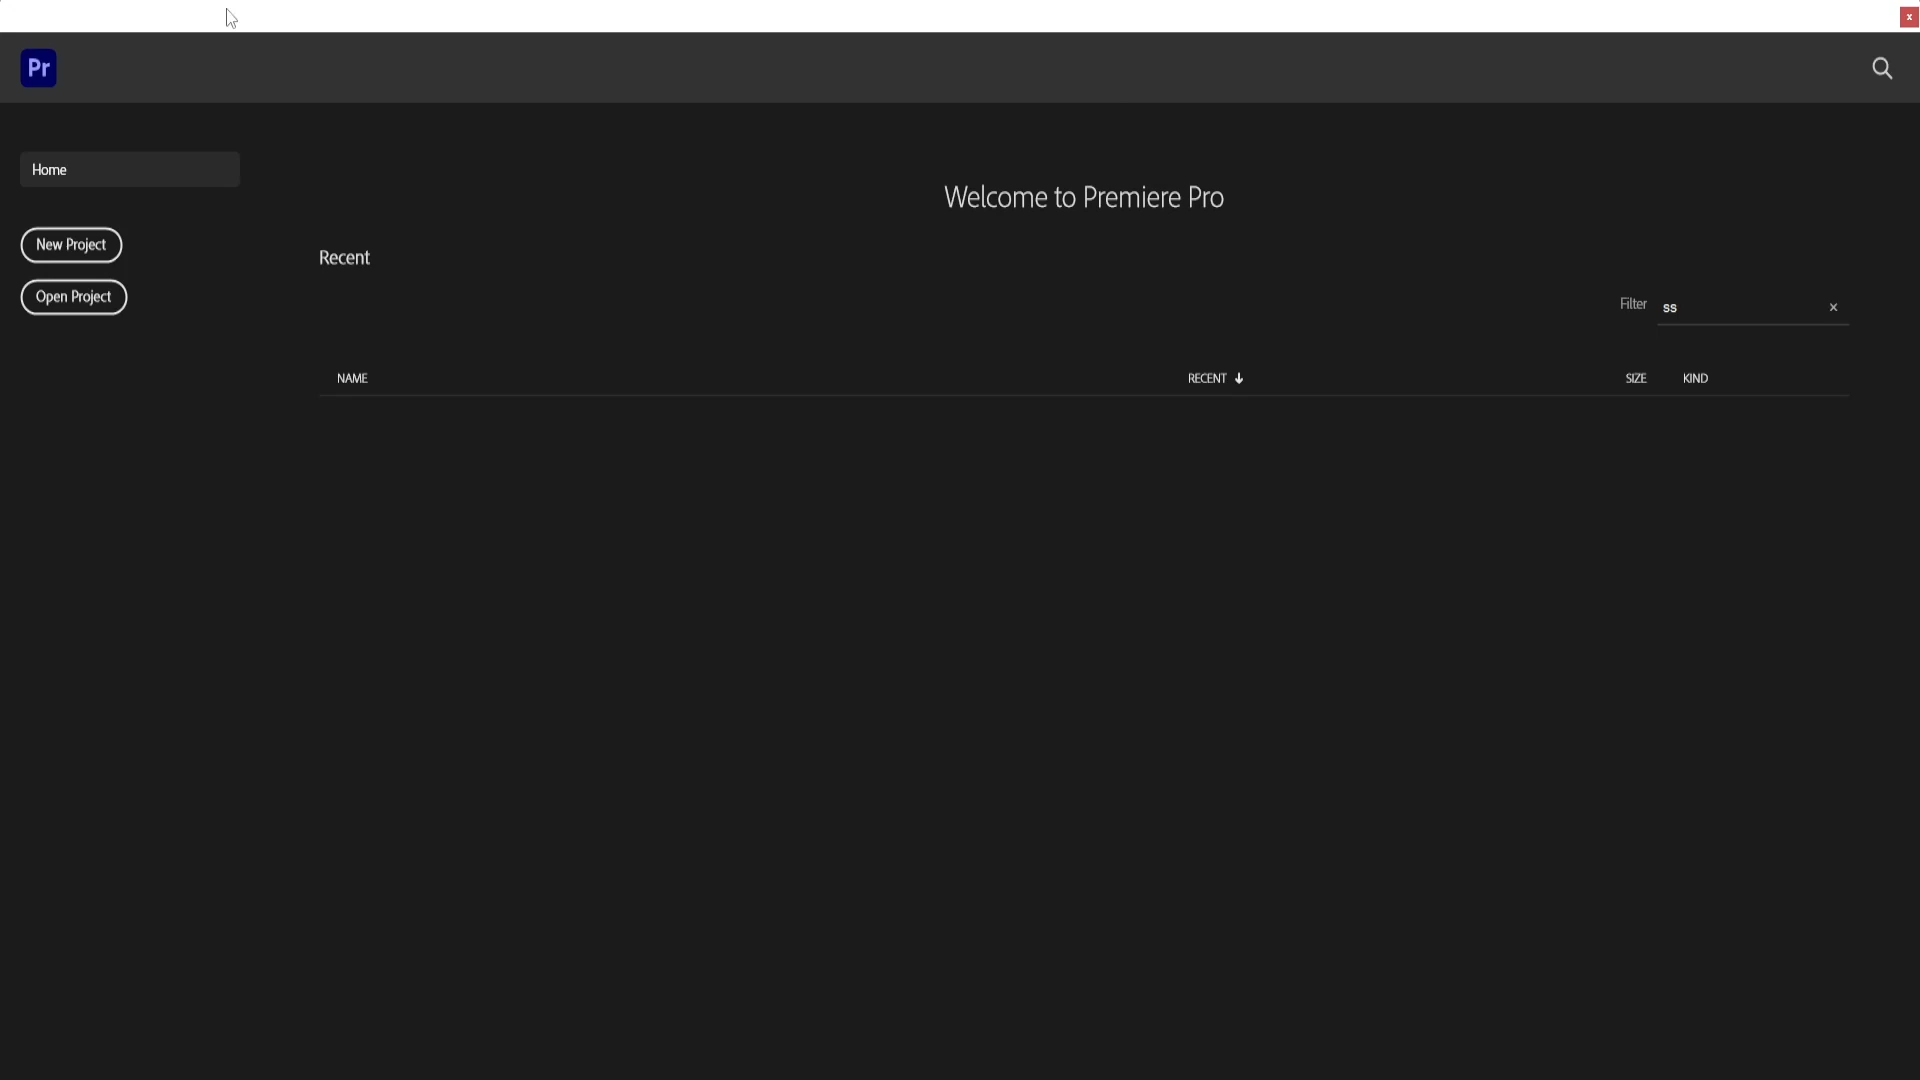 x
Pr
Home
Welcome to Premiere Pro
New Project
Recent
Open Project
Filter ss ×
NAME RECENT ↓ SIZE KIND